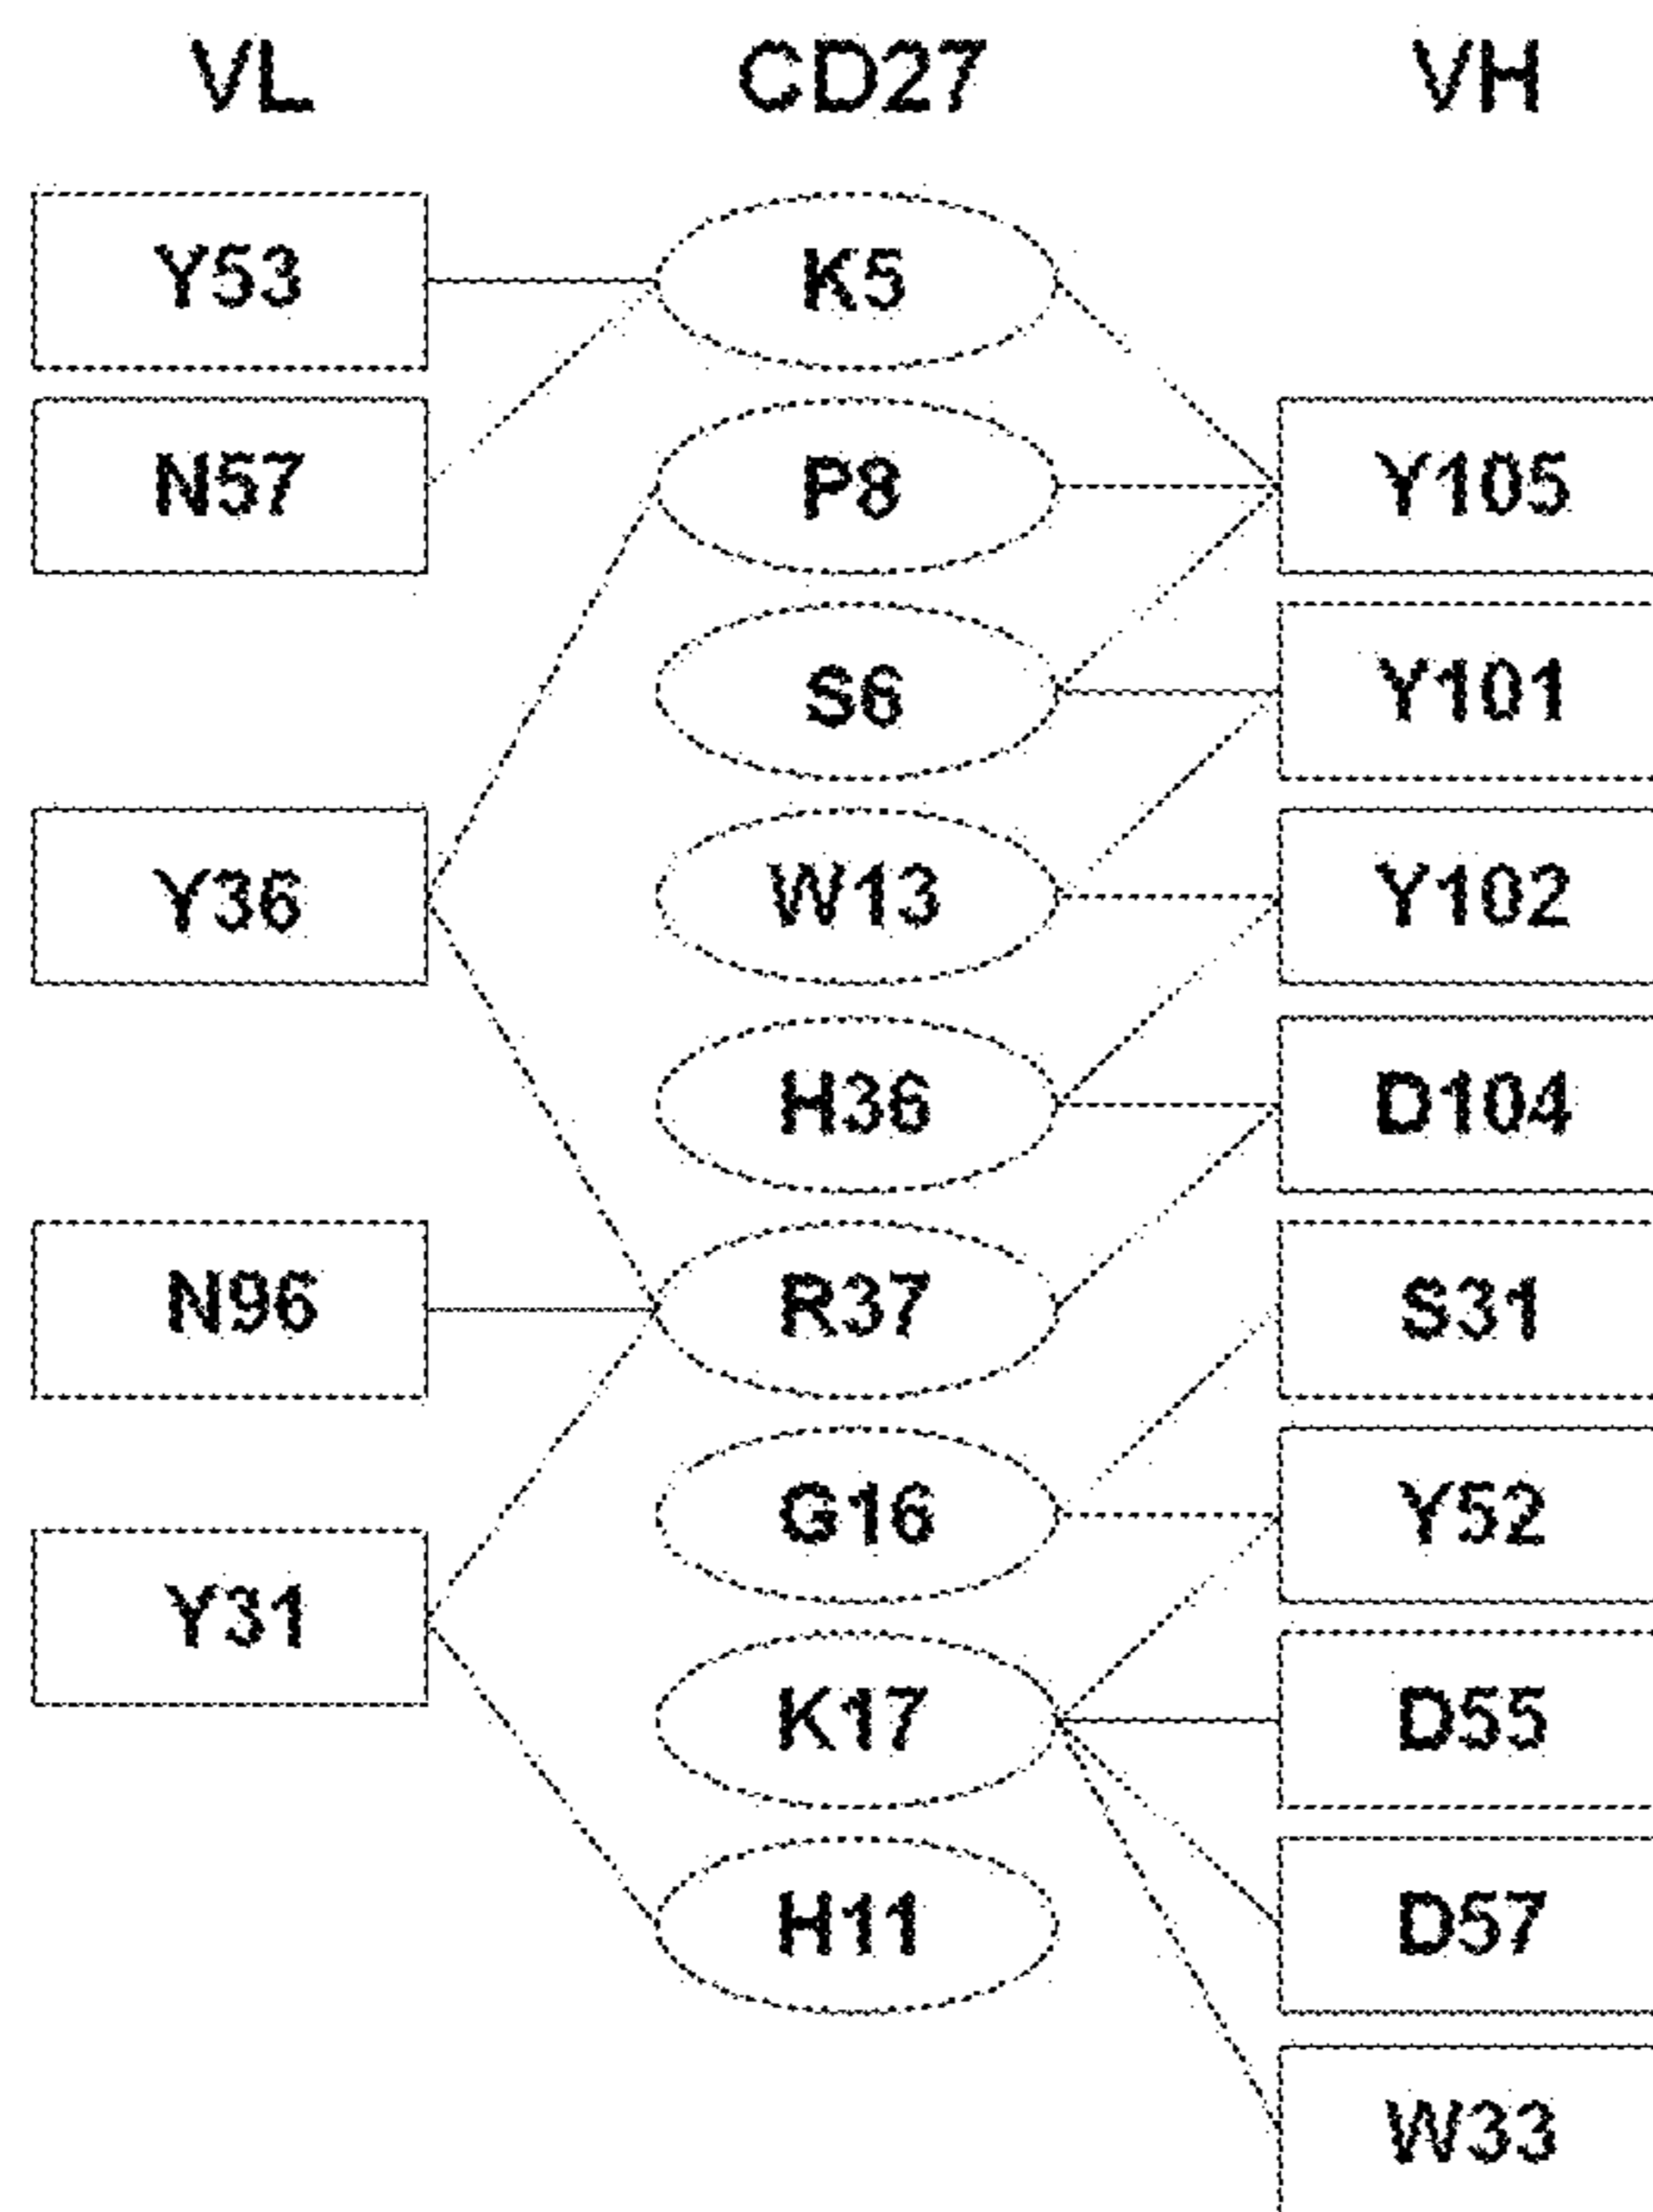 VL CD27 VH
Y53 K5
N57 P8 Y105
S6 Y101
Y36 W13 Y102
H36 D104
N96 R37 S31
G16 Y52
Y31
K17 D55
H11 D57
W33